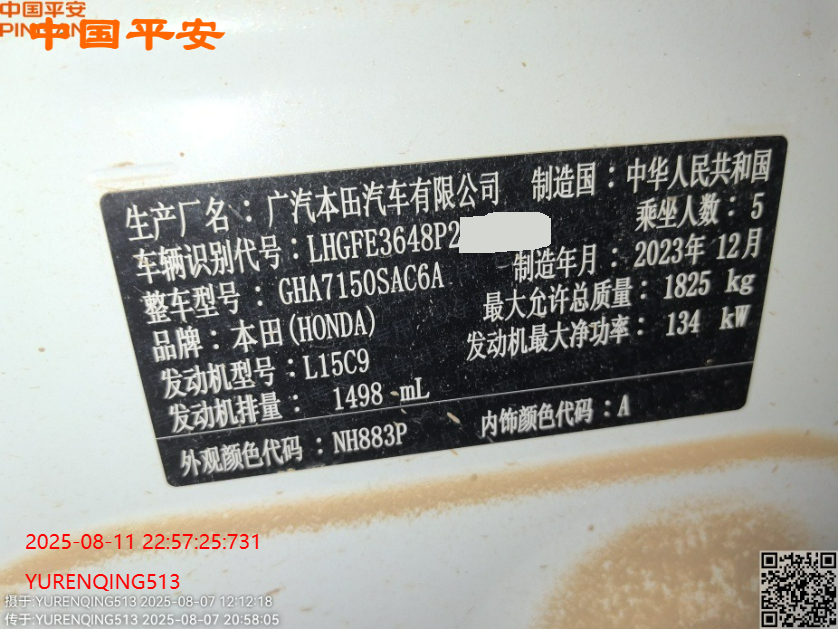 中国平安
中国平安
生产厂名：广汽本田汽车有限公司 制造国：中华人民共和国
车辆识别代号：LHGFE3648P2 乘坐人数：5
整车型号：GHA7150SAC6A 制造年月：2023年 12月
品牌：本田(HONDA) 最大允许总质量：1825 kg
发动机型号:L15C9 发动机最大净功率：134 kW
发动机排量：1498 mL
外观颜色代码：NH883P 内饰颜色代码：A
2025-08-11 22:57:25:731
YURENQING513
摄于:YURENQING513 2025-08-07 12:12:18
传于:YURENQING513 2025-08-07 20:58:05